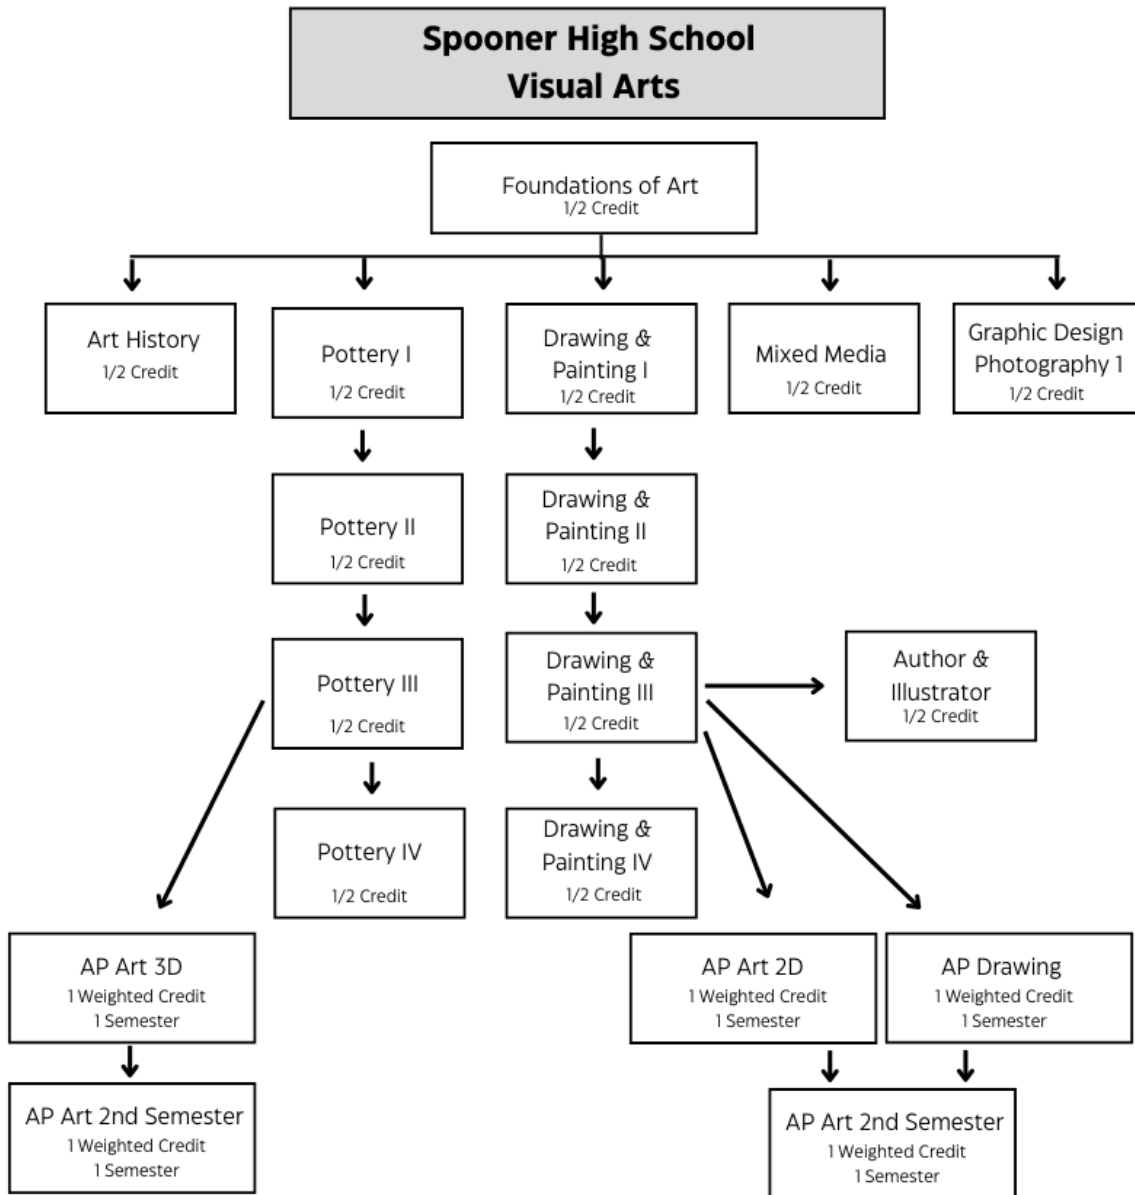 Spooner High School
Visual Arts
Foundations of Art
1/2 Credit
Art History
1/2 Credit
Pottery I
1/2 Credit
Drawing &
Painting I
1/2 Credit
Mixed Media
1/2 Credit
Graphic Design
Photography 1
1/2 Credit
Pottery II
1/2 Credit
Drawing &
Painting II
1/2 Credit
Pottery III
1/2 Credit
Drawing &
Painting III
1/2 Credit
Author &
Illustrator
1/2 Credit
Pottery IV
1/2 Credit
Drawing &
Painting IV
1/2 Credit
AP Art 3D
1 Weighted Credit
1 Semester
AP Art 2D
1 Weighted Credit
1 Semester
AP Drawing
1 Weighted Credit
1 Semester
AP Art 2nd Semester
1 Weighted Credit
1 Semester
AP Art 2nd Semester
1 Weighted Credit
1 Semester